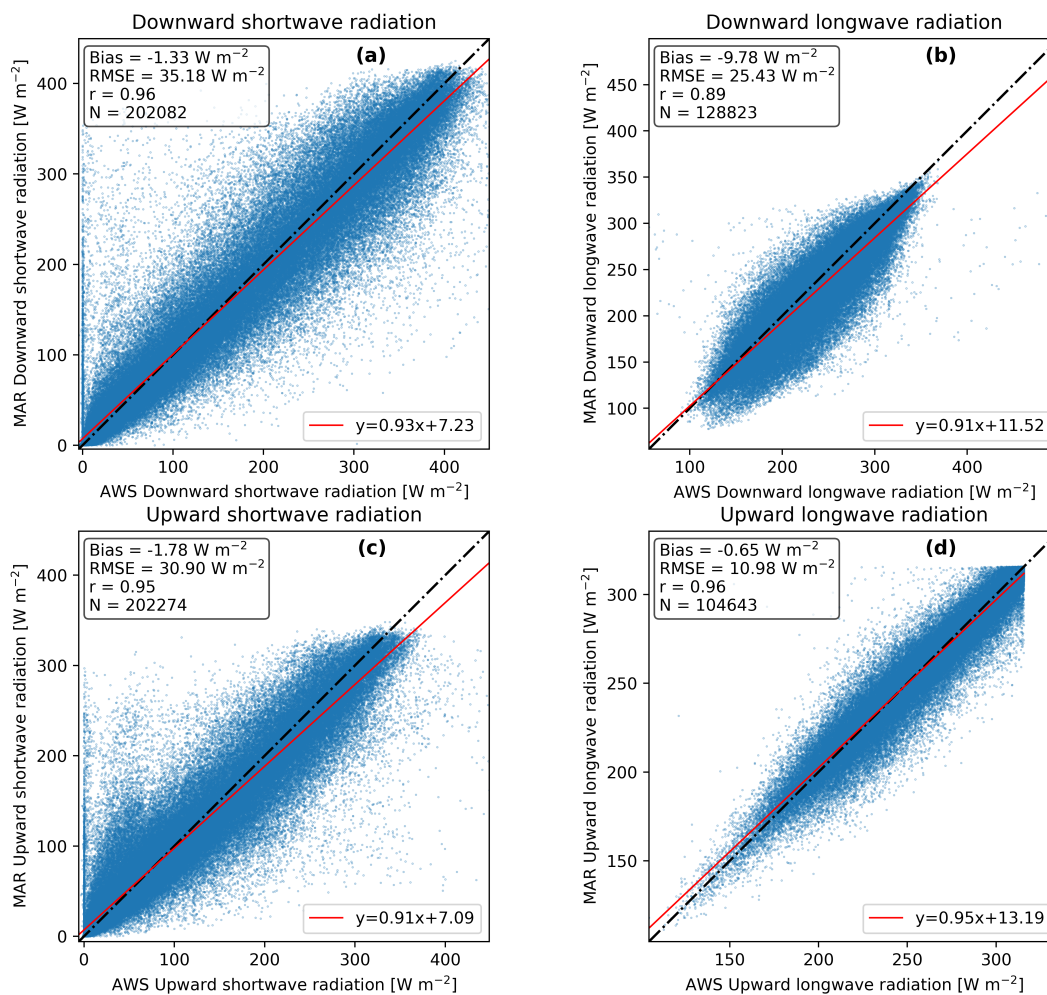 Downward shortwave radiation
(a)
Bias = -1.33 W m⁻²
RMSE = 35.18 W m⁻²
r = 0.96
N = 202082
MAR Downward shortwave radiation [W m⁻²]
400
300
200
100
0
y=0.93x+7.23
0 100 200 300 400
AWS Downward shortwave radiation [W m⁻²]
Downward longwave radiation
(b)
Bias = -9.78 W m⁻²
RMSE = 25.43 W m⁻²
r = 0.89
N = 128823
MAR Downward longwave radiation [W m⁻²]
450
400
350
300
250
200
150
100
y=0.91x+11.52
100 200 300 400
AWS Downward longwave radiation [W m⁻²]
Upward shortwave radiation
(c)
Bias = -1.78 W m⁻²
RMSE = 30.90 W m⁻²
r = 0.95
N = 202274
MAR Upward shortwave radiation [W m⁻²]
400
300
200
100
0
y=0.91x+7.09
0 100 200 300 400
AWS Upward shortwave radiation [W m⁻²]
Upward longwave radiation
(d)
Bias = -0.65 W m⁻²
RMSE = 10.98 W m⁻²
r = 0.96
N = 104643
MAR Upward longwave radiation [W m⁻²]
300
250
200
150
y=0.95x+13.19
150 200 250 300
AWS Upward longwave radiation [W m⁻²]